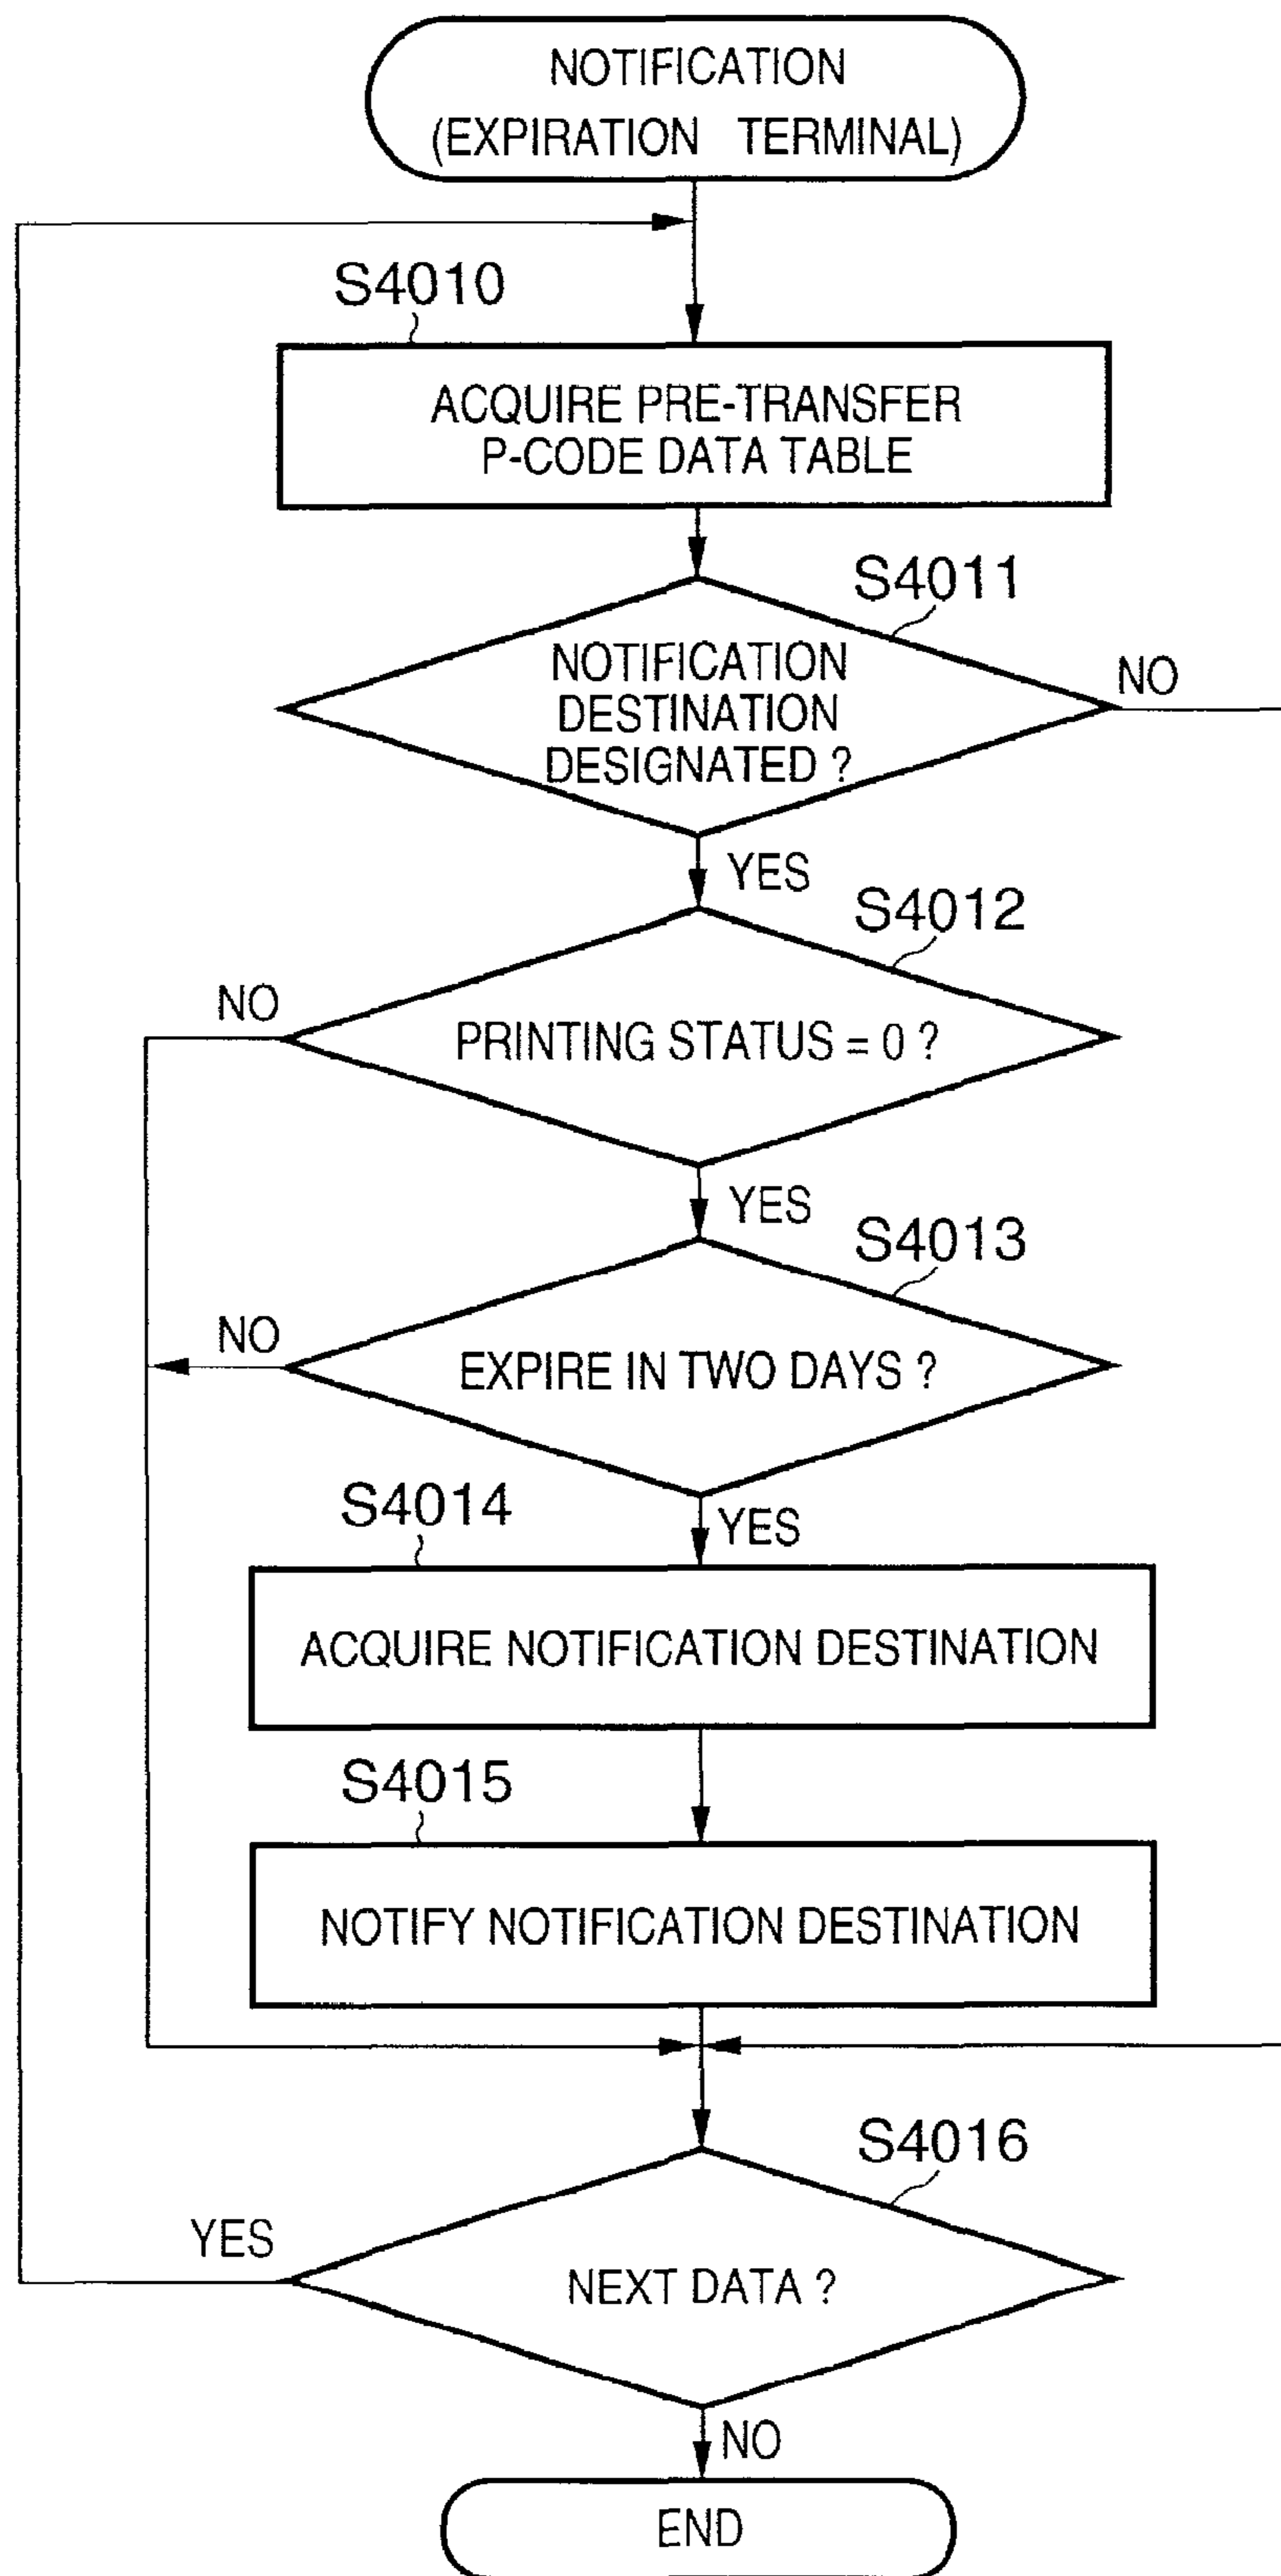 NOTIFICATION
(EXPIRATION TERMINAL)
S4010
ACQUIRE PRE-TRANSFER
P-CODE DATA TABLE
S4011
NOTIFICATION
DESTINATION
DESIGNATED ?
NO
YES
S4012
NO
PRINTING STATUS = 0 ?
YES
S4013
NO
EXPIRE IN TWO DAYS ?
S4014
YES
ACQUIRE NOTIFICATION DESTINATION
S4015
NOTIFY NOTIFICATION DESTINATION
S4016
YES
NEXT DATA ?
NO
END